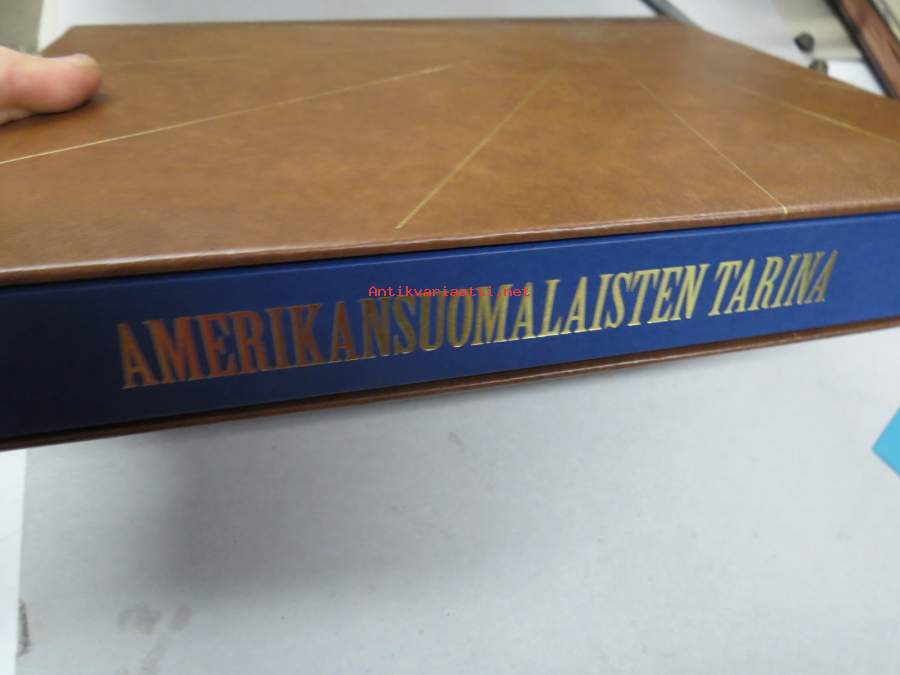 Antikvariaatti.net
AMERIKANSUOMALAISTEN TARINA